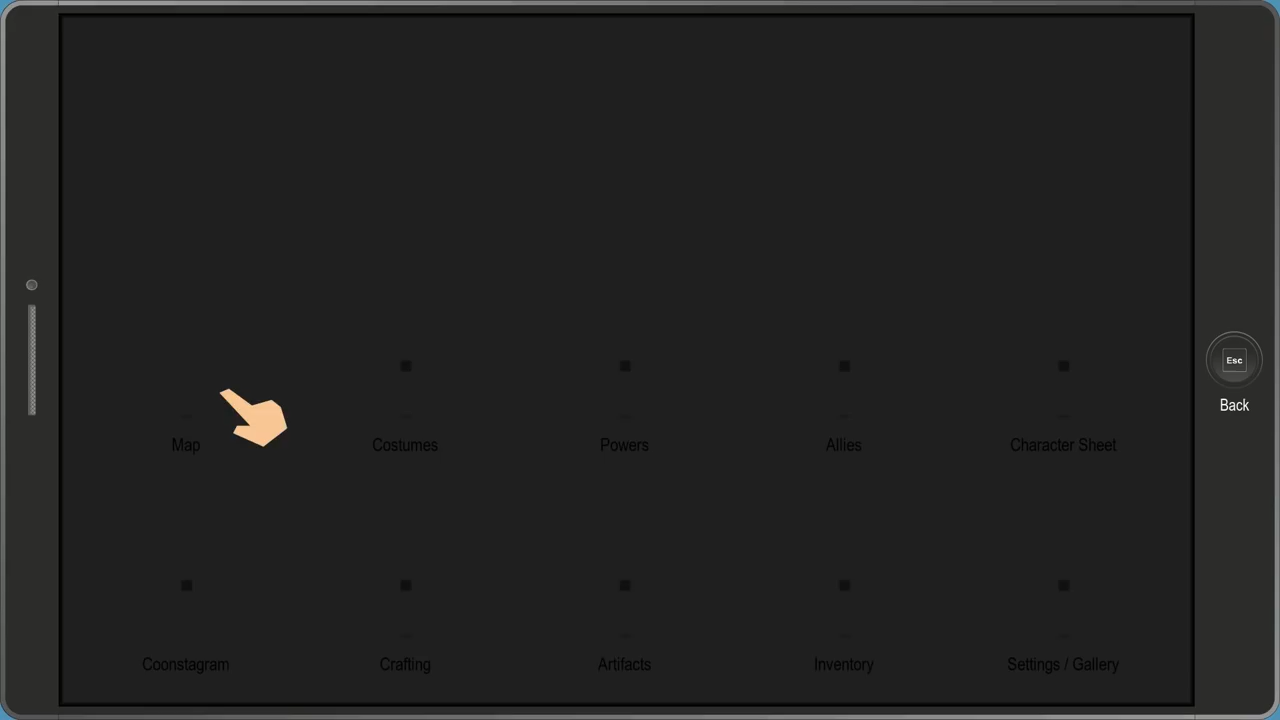 Esc
Back
Map Costumes Powers Allies Character Sheet
Coonstagram Crafting Artifacts Inventory Settings / Gallery